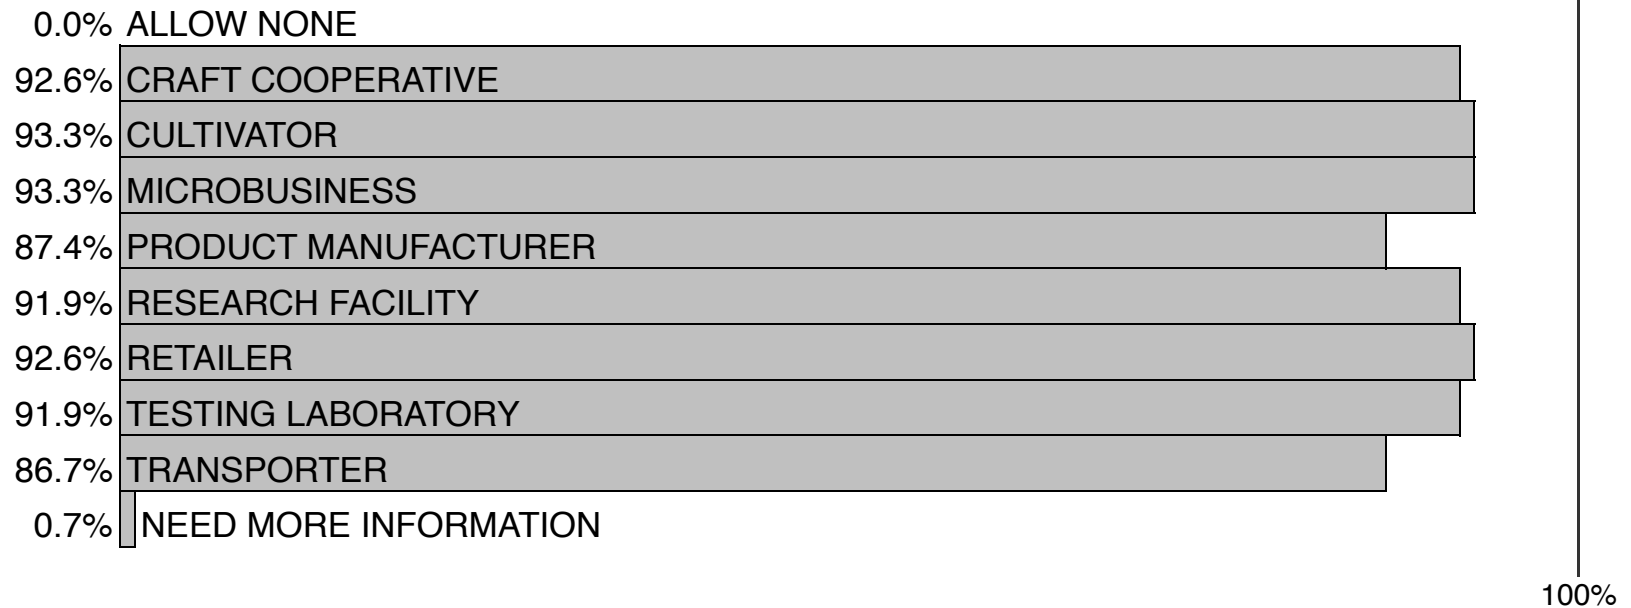 0.0% ALLOW NONE
92.6% CRAFT COOPERATIVE
93.3% CULTIVATOR
93.3% MICROBUSINESS
87.4% PRODUCT MANUFACTURER
91.9% RESEARCH FACILITY
92.6% RETAILER
91.9% TESTING LABORATORY
86.7% TRANSPORTER
0.7% NEED MORE INFORMATION
100%